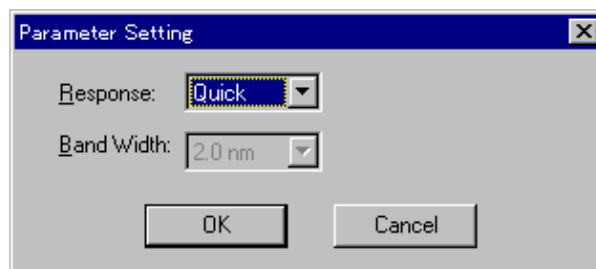 Parameter Setting
Response: Quick
Band Width: 2.0 nm
OK Cancel